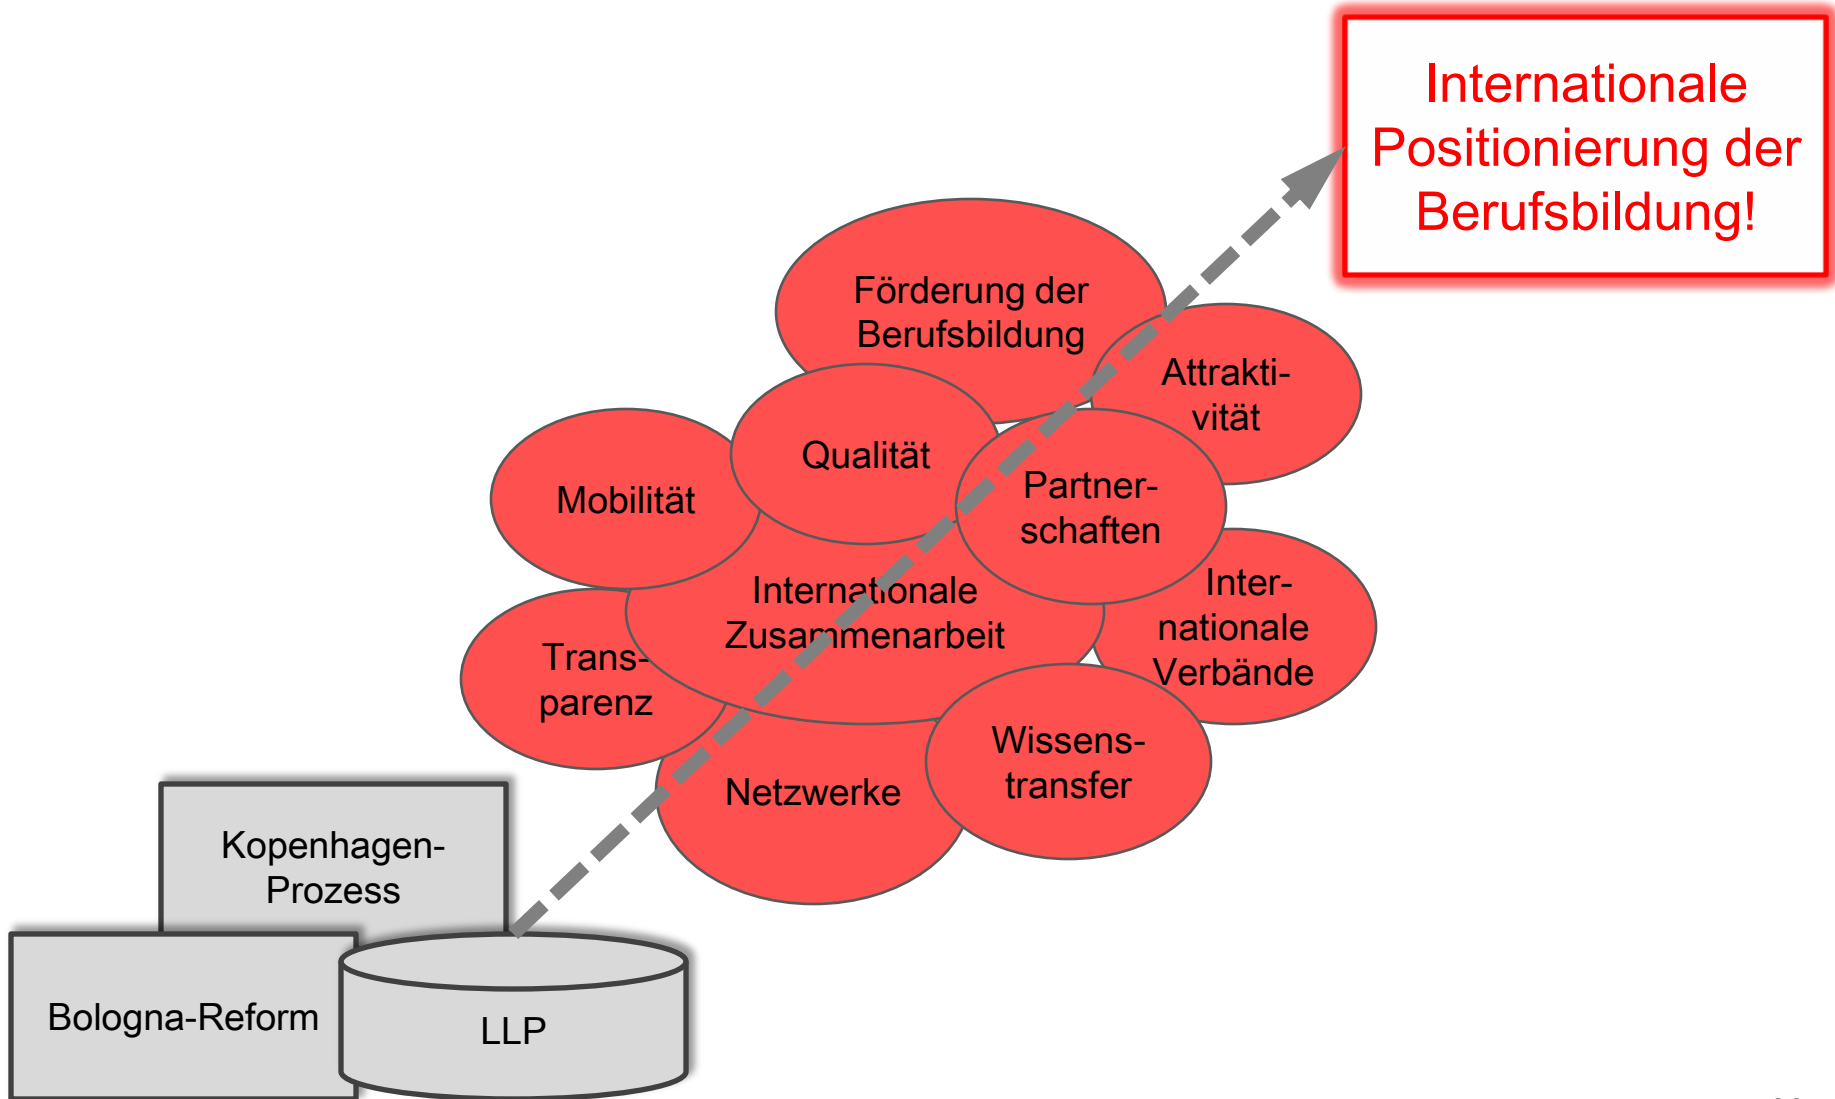 Internationale
Positionierung der
Berufsbildung!
Förderung der
Berufsbildung
Attrakti-
vität
Qualität
Mobilität
Partner-
schaften
Internationale
Zusammenarbeit
Inter-
nationale
Verbände
Trans-
parenz
Wissens-
transfer
Netzwerke
Kopenhagen-
Prozess
Bologna-Reform
LLP